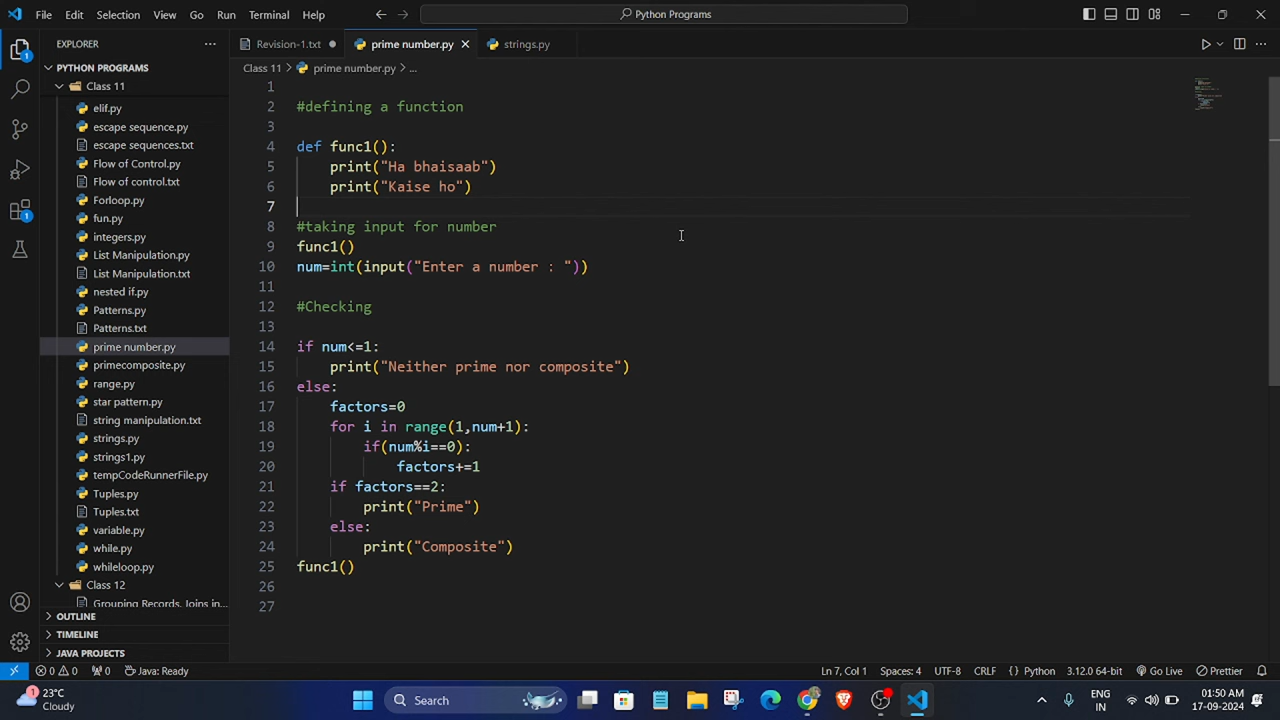 File Edit Selection View Go Run Terminal Help
Python Programs
EXPLORER
Revision-1.txt
prime number.py
strings.py
PYTHON PROGRAMS
Class 11 > prime number.py > ...
Class 11
elif.py
escape sequence.py
escape sequences.txt
Flow of Control.py
Flow of control.txt
Forloop.py
fun.py
integers.py
List Manipulation.py
List Manipulation.txt
nested if.py
Patterns.py
Patterns.txt
prime number.py
primecomposite.py
range.py
star pattern.py
string manipulation.txt
strings.py
strings1.py
tempCodeRunnerFile.py
Tuples.py
Tuples.txt
variable.py
while.py
whileloop.py
Class 12
Grouping Records, Joins in...
OUTLINE
TIMELINE
JAVA PROJECTS
1
2 #defining a function
3
4 def func1():
5 print("Ha bhaisaab")
6 print("Kaise ho")
7
8 #taking input for number
9 func1()
10 num=int(input("Enter a number : "))
11
12 #Checking
13
14 if num<=1:
15 print("Neither prime nor composite")
16 else:
17 factors=0
18 for i in range(1,num+1):
19 if(num%i==0):
20 factors+=1
21 if factors==2:
22 print("Prime")
23 else:
24 print("Composite")
25 func1()
26
27
1
1
0 0 0 Java: Ready
Ln 7, Col 1 Spaces: 4 UTF-8 CRLF {} Python 3.12.0 64-bit Go Live Prettier
1
23°C
Cloudy
Search
ENG
IN
01:50 AM
17-09-2024